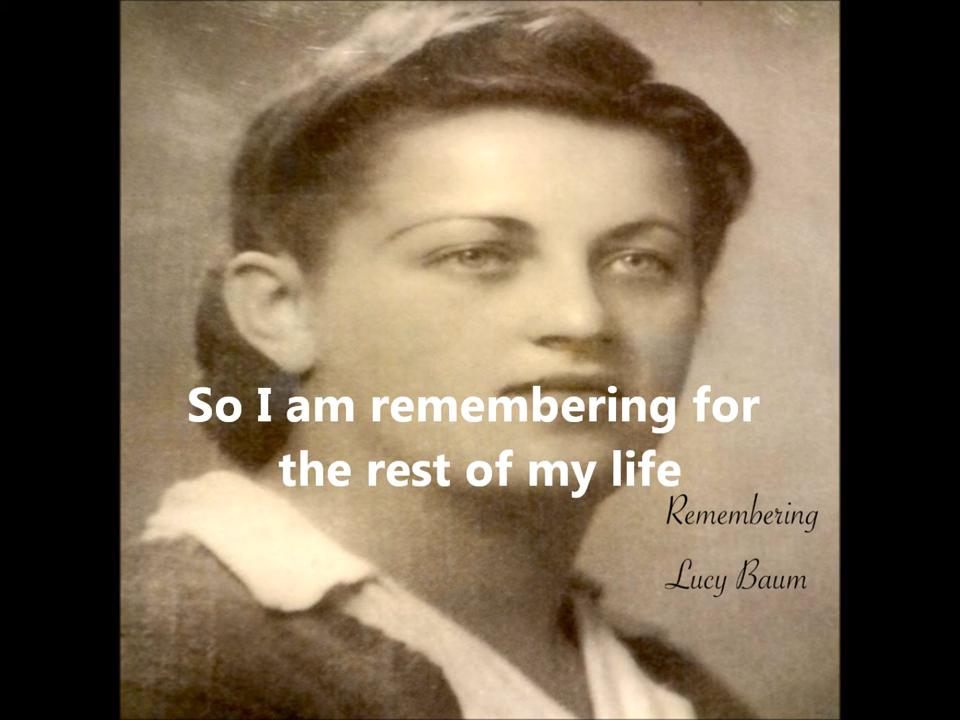 So I am remembering for
the rest of my life
Remembering
Lucy Baum